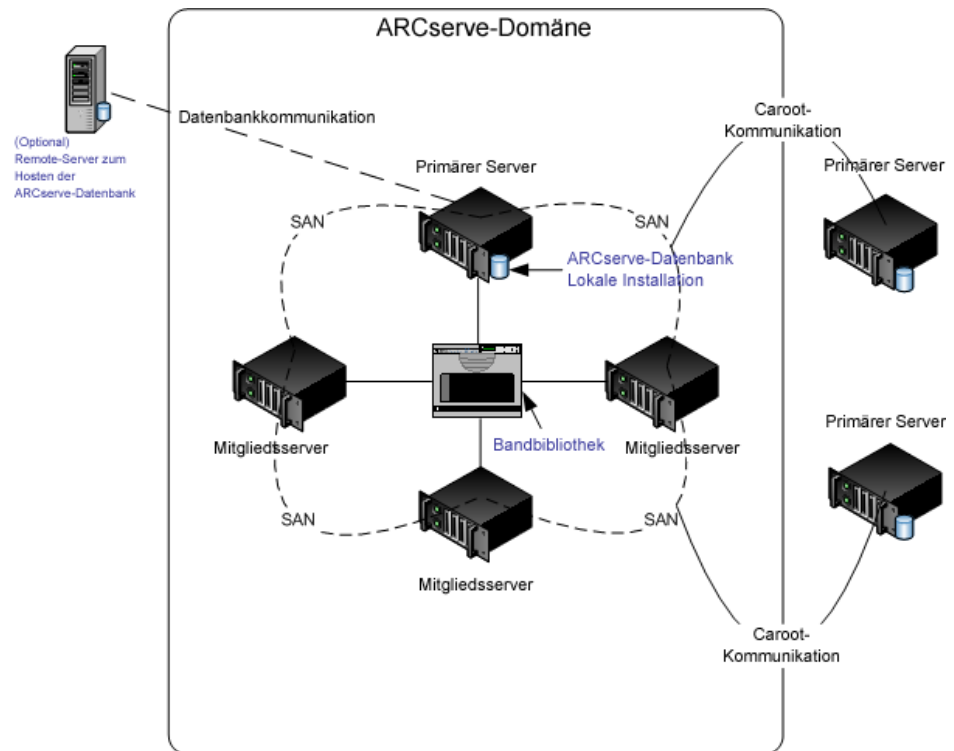 ARCserve-Domäne
(Optional)
Remote-Server zum
Hosten der
ARCserve-Datenbank
Datenbankkommunikation
Caroot-
Kommunikation
Primärer Server
Primärer Server
SAN
SAN
ARCserve-Datenbank
Lokale Installation
Mitgliedsserver
Bandbibliothek
Mitgliedsserver
Primärer Server
SAN
SAN
Mitgliedsserver
Caroot-
Kommunikation